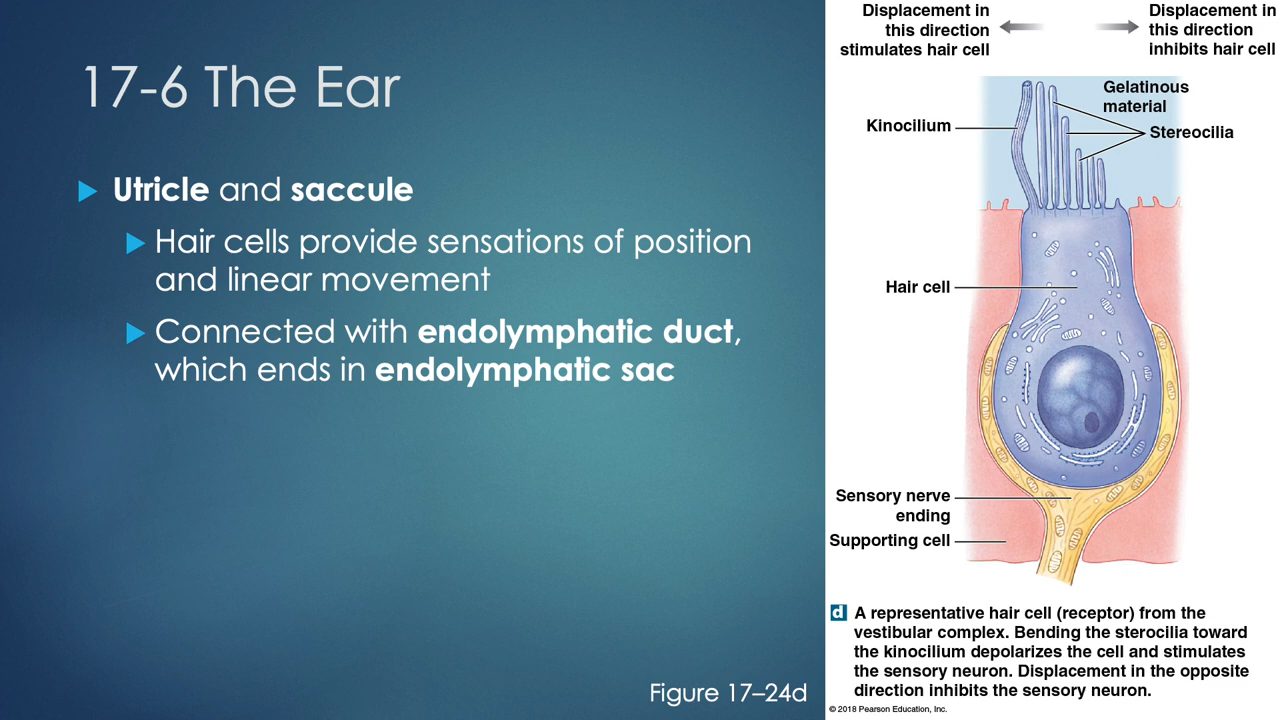 17-6 The Ear
Utricle and saccule
Hair cells provide sensations of position
and linear movement
Connected with endolymphatic duct,
which ends in endolymphatic sac
Figure 17–24d
Displacement in
this direction
stimulates hair cell
Displacement in
this direction
inhibits hair cell
Gelatinous
material
Kinocilium
Stereocilia
Hair cell
Sensory nerve
ending
Supporting cell
d A representative hair cell (receptor) from the
vestibular complex. Bending the sterocilia toward
the kinocilium depolarizes the cell and stimulates
the sensory neuron. Displacement in the opposite
direction inhibits the sensory neuron.
© 2018 Pearson Education, Inc.